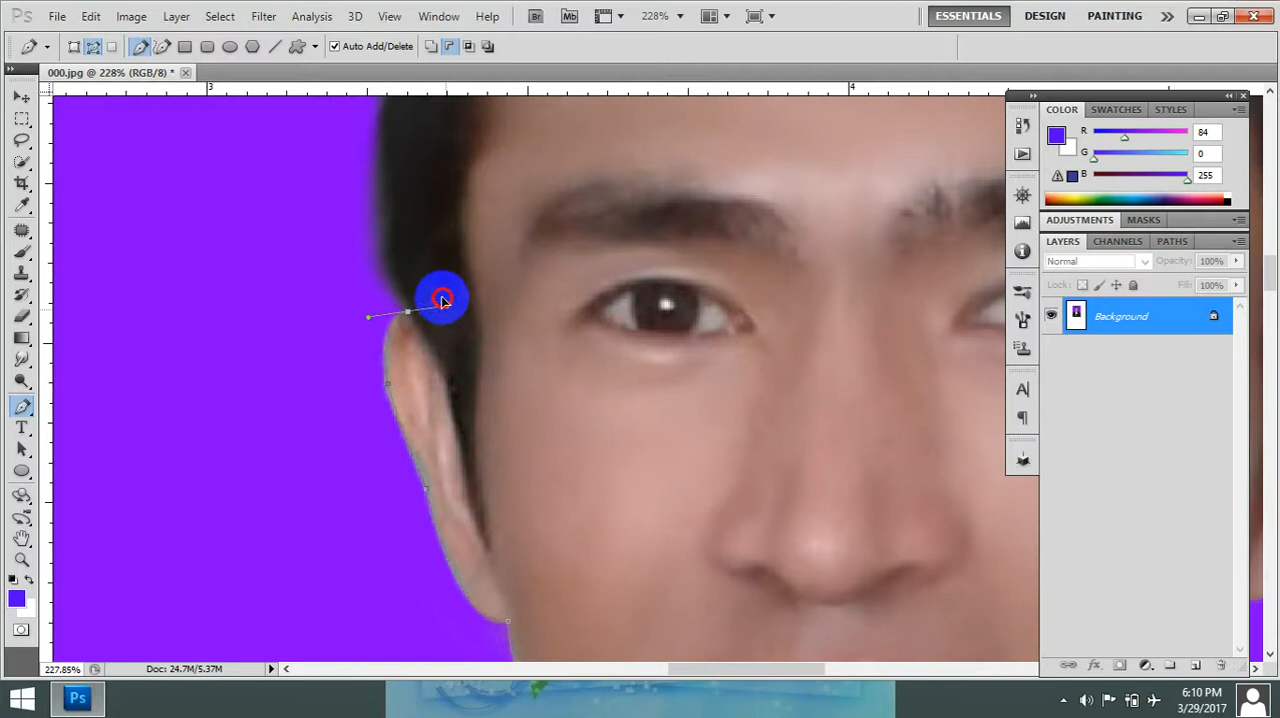 Ps File Edit Image Layer Select Filter Analysis 3D View Window Help Br Mb 228% ESSENTIALS DESIGN PAINTING
Auto Add/Delete
000.jpg @ 228% (RGB/8) *
3 4
COLOR SWATCHES STYLES
R 84
G 0
B 255
ADJUSTMENTS MASKS
LAYERS CHANNELS PATHS
Normal Opacity: 100%
Lock: Fill: 100%
Background
227.85% Doc: 24.7M/5.37M
Ps 6:10 PM
3/29/2017